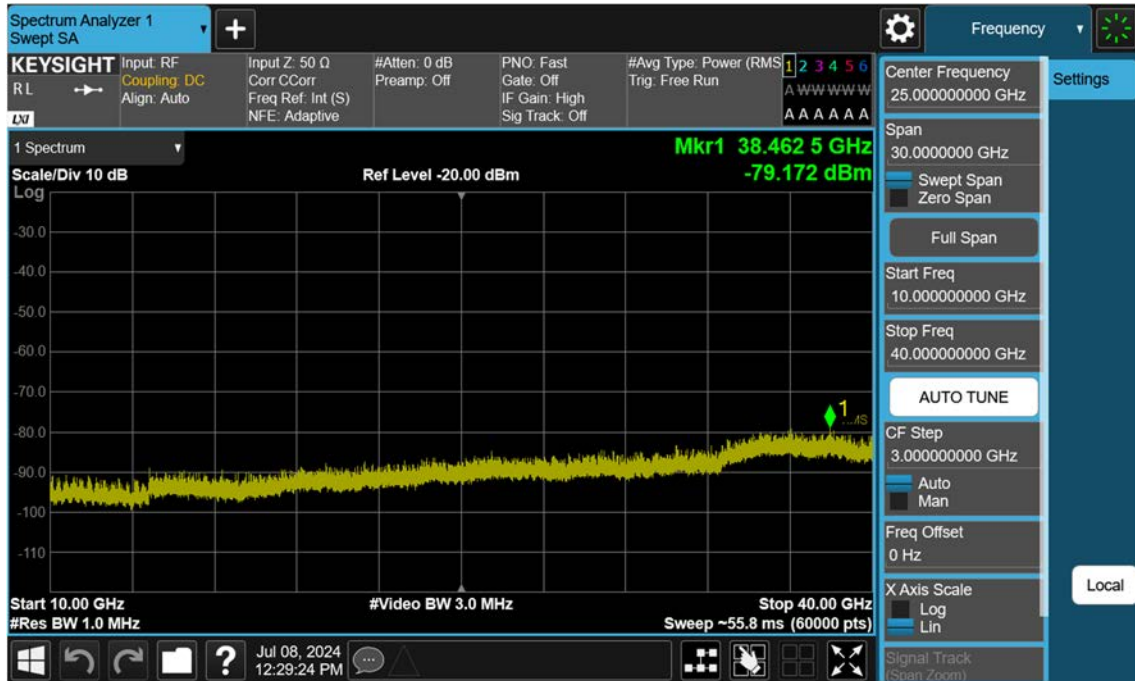 Spectrum Analyzer 1
Swept SA
+
Frequency
KEYSIGHT
RL
LXI
Input: RF
Coupling: DC
Align: Auto
Input Z: 50 Ω
Corr CCorr
Freq Ref: Int (S)
NFE: Adaptive
#Atten: 0 dB
Preamp: Off
PNO: Fast
Gate: Off
IF Gain: High
Sig Track: Off
#Avg Type: Power (RMS
Trig: Free Run
1 2 3 4 5 6
A W W W W W
A A A A A A
1 Spectrum
Mkr1 38.462 5 GHz
-79.172 dBm
Scale/Div 10 dB
Ref Level -20.00 dBm
Log
-30.0
-40.0
-50.0
-60.0
-70.0
-80.0
-90.0
-100
-110
1
Start 10.00 GHz
#Video BW 3.0 MHz
Stop 40.00 GHz
#Res BW 1.0 MHz
Sweep ~55.8 ms (60000 pts)
Center Frequency
25.000000000 GHz
Settings
Span
30.0000000 GHz
Swept Span
Zero Span
Full Span
Start Freq
10.000000000 GHz
Stop Freq
40.000000000 GHz
AUTO TUNE
CF Step
3.000000000 GHz
Auto
Man
Freq Offset
0 Hz
X Axis Scale
Log
Lin
Local
Signal Track
(Span Zoom)
?
Jul 08, 2024
12:29:24 PM